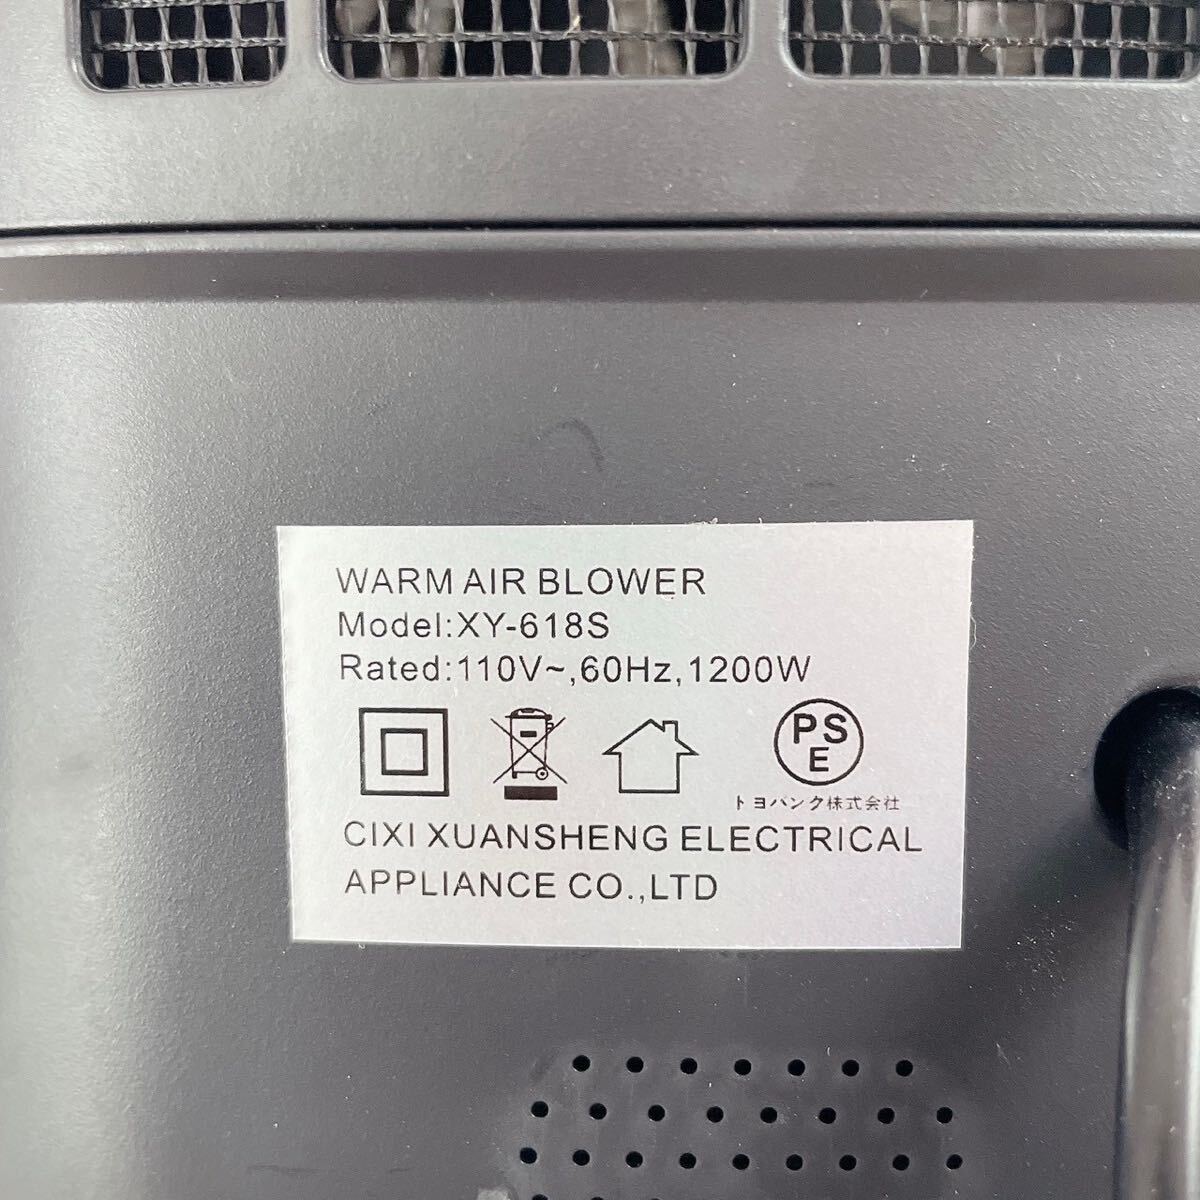 WARM AIR BLOWER
Model:XY-618S
Rated:110V~,60Hz,1200W
PS
E
トヨバンク株式会社
CIXI XUANSHENG ELECTRICAL
APPLIANCE CO.,LTD